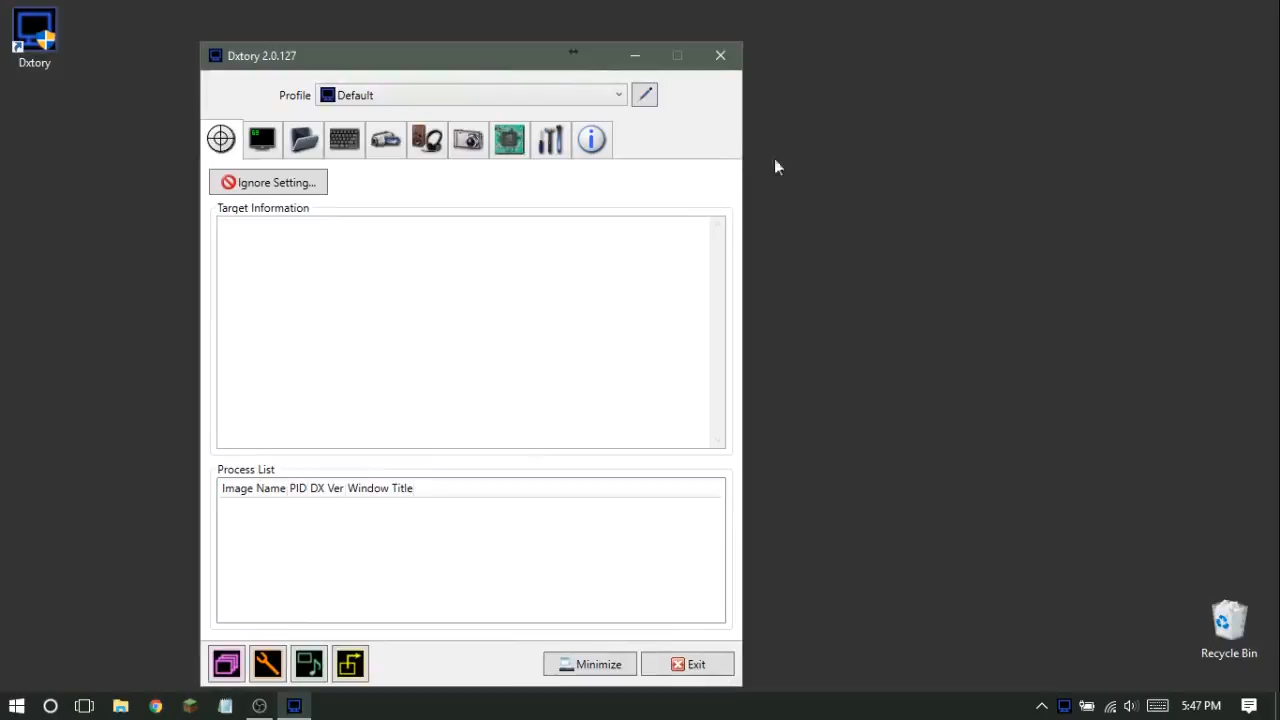 Dxtory
Dxtory 2.0.127
Profile
Default
69
Ignore Setting...
Target Information
Process List
Image Name PID DX Ver Window Title
Minimize
Exit
Recycle Bin
5:47 PM